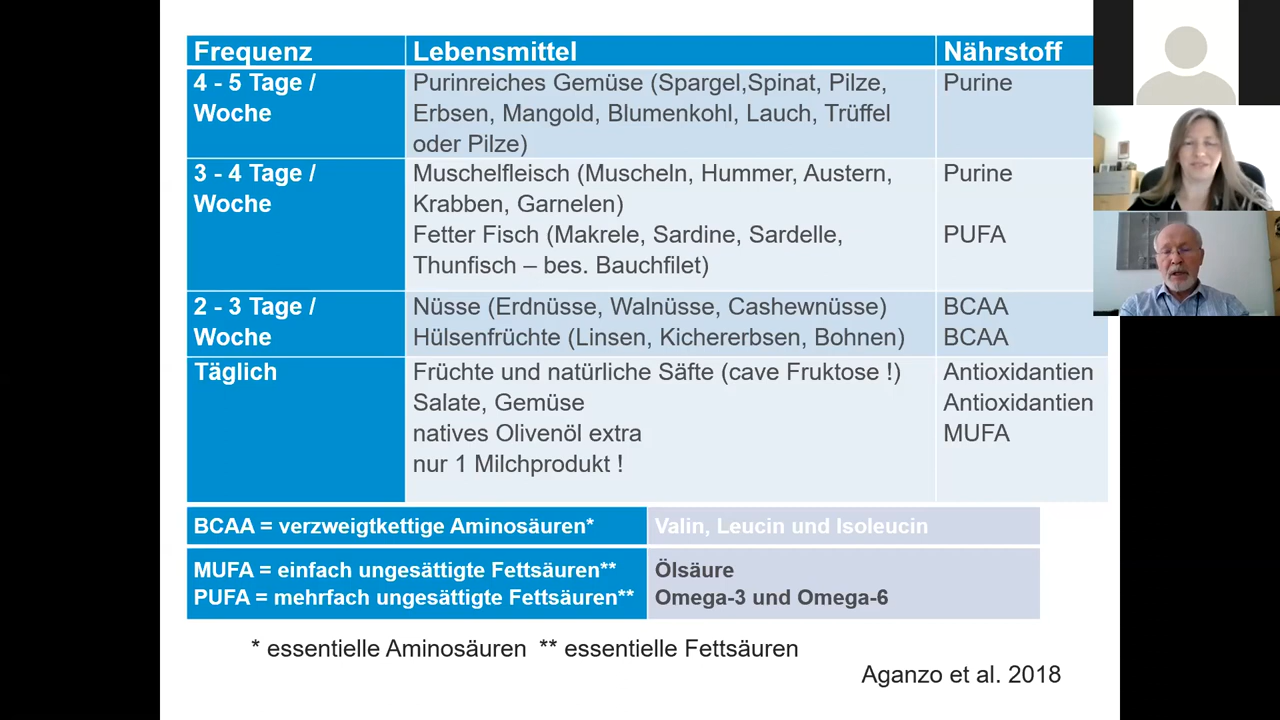 Frequenz Lebensmittel Nährstoff
4 - 5 Tage / Purinreiches Gemüse (Spargel,Spinat, Pilze, Purine
Woche Erbsen, Mangold, Blumenkohl, Lauch, Trüffel
oder Pilze)
3 - 4 Tage / Muschelfleisch (Muscheln, Hummer, Austern, Purine
Woche Krabben, Garnelen)
Fetter Fisch (Makrele, Sardine, Sardelle, PUFA
Thunfisch – bes. Bauchfilet)
2 - 3 Tage / Nüsse (Erdnüsse, Walnüsse, Cashewnüsse) BCAA
Woche Hülsenfrüchte (Linsen, Kichererbsen, Bohnen) BCAA
Täglich Früchte und natürliche Säfte (cave Fruktose !) Antioxidantien
Salate, Gemüse Antioxidantien
natives Olivenöl extra MUFA
nur 1 Milchprodukt !
BCAA = verzweigtkettige Aminosäuren* Valin, Leucin und Isoleucin
MUFA = einfach ungesättigte Fettsäuren** Ölsäure
PUFA = mehrfach ungesättigte Fettsäuren** Omega-3 und Omega-6
* essentielle Aminosäuren ** essentielle Fettsäuren
Aganzo et al. 2018